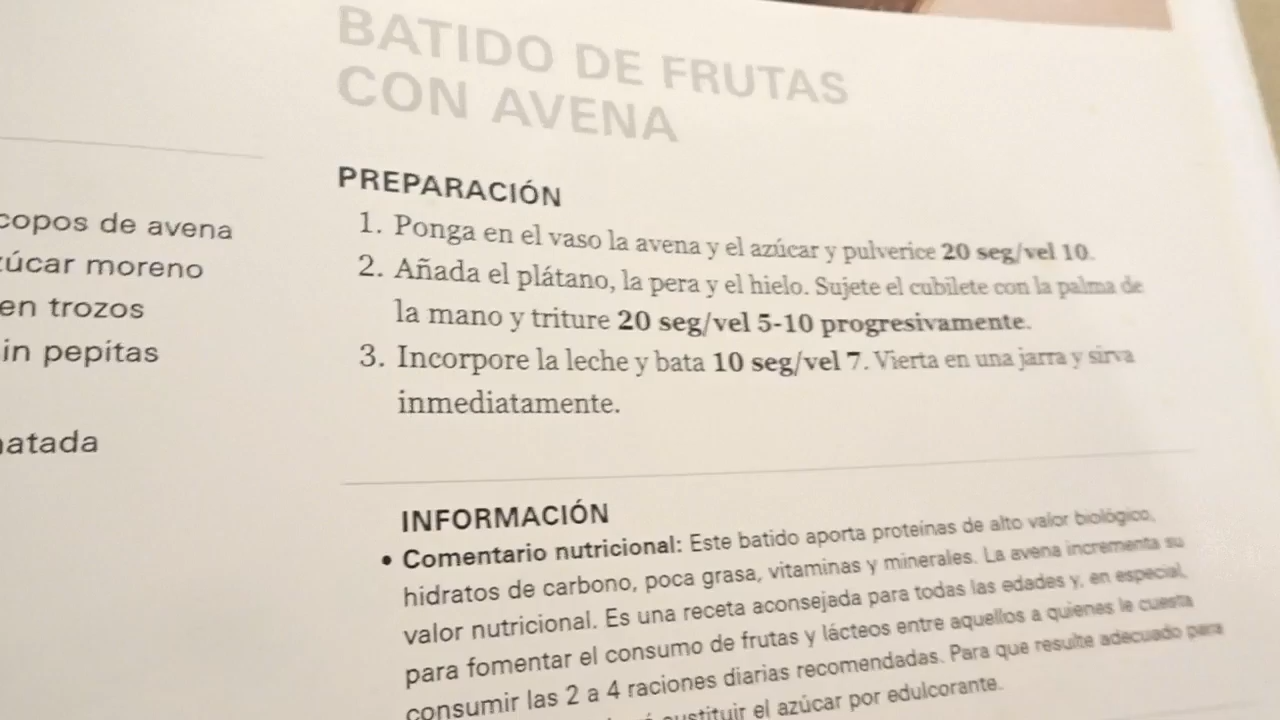 BATIDO DE FRUTAS
CON AVENA
copos de avena
zúcar moreno
en trozos
in pepitas
natada
PREPARACIÓN
1. Ponga en el vaso la avena y el azúcar y pulverice 20 seg/vel 10.
2. Añada el plátano, la pera y el hielo. Sujete el cubilete con la palma de
la mano y triture 20 seg/vel 5-10 progresivamente.
3. Incorpore la leche y bata 10 seg/vel 7. Vierta en una jarra y sirva
inmediatamente.
INFORMACIÓN
• Comentario nutricional: Este batido aporta proteínas de alto valor biológico,
hidratos de carbono, poca grasa, vitaminas y minerales. La avena incrementa su
valor nutricional. Es una receta aconsejada para todas las edades y, en especial,
para fomentar el consumo de frutas y lácteos entre aquellos a quienes le cuesta
consumir las 2 a 4 raciones diarias recomendadas. Para que resulte adecuado para
sustituir el azúcar por edulcorante.